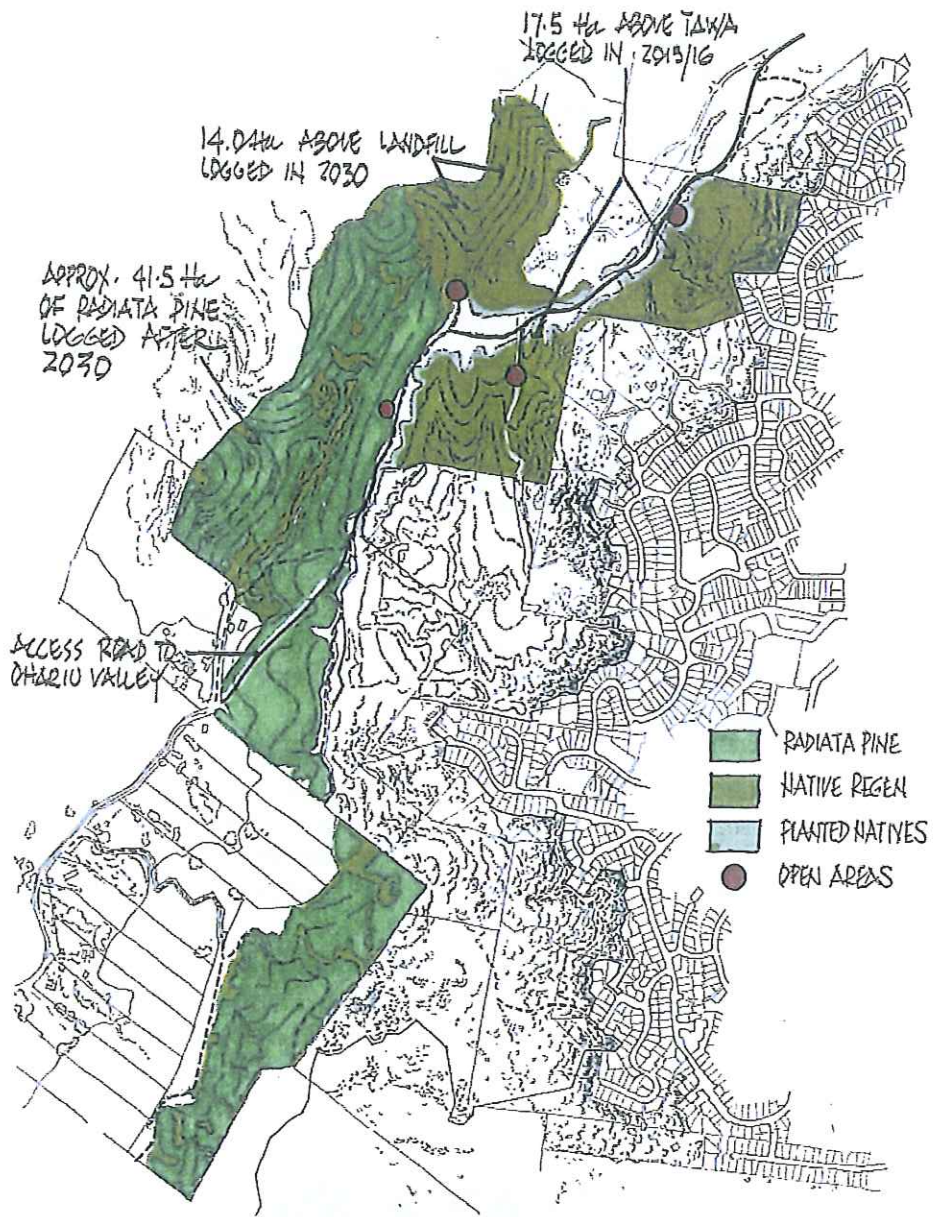 17.5 Ha ABOVE TAWA
LOGGED IN 2015/16
14.04Ha ABOVE LANDFILL
LOGGED IN 2030
APPROX. 41.5 Ha
OF RADIATA PINE
LOGGED AFTER
2030
ACCESS ROAD TO
OHARIU VALLEY
RADIATA PINE
NATIVE REGEN
PLANTED NATIVES
OPEN AREAS